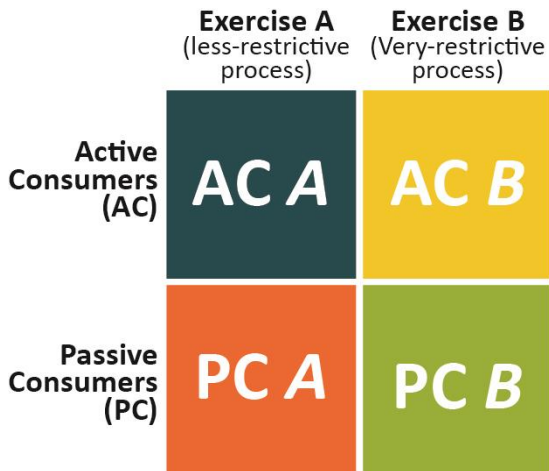 Exercise A
(less-restrictive
process)
Exercise B
(Very-restrictive
process)
Active
Consumers
(AC)
AC A
AC B
Passive
Consumers
(PC)
PC A
PC B